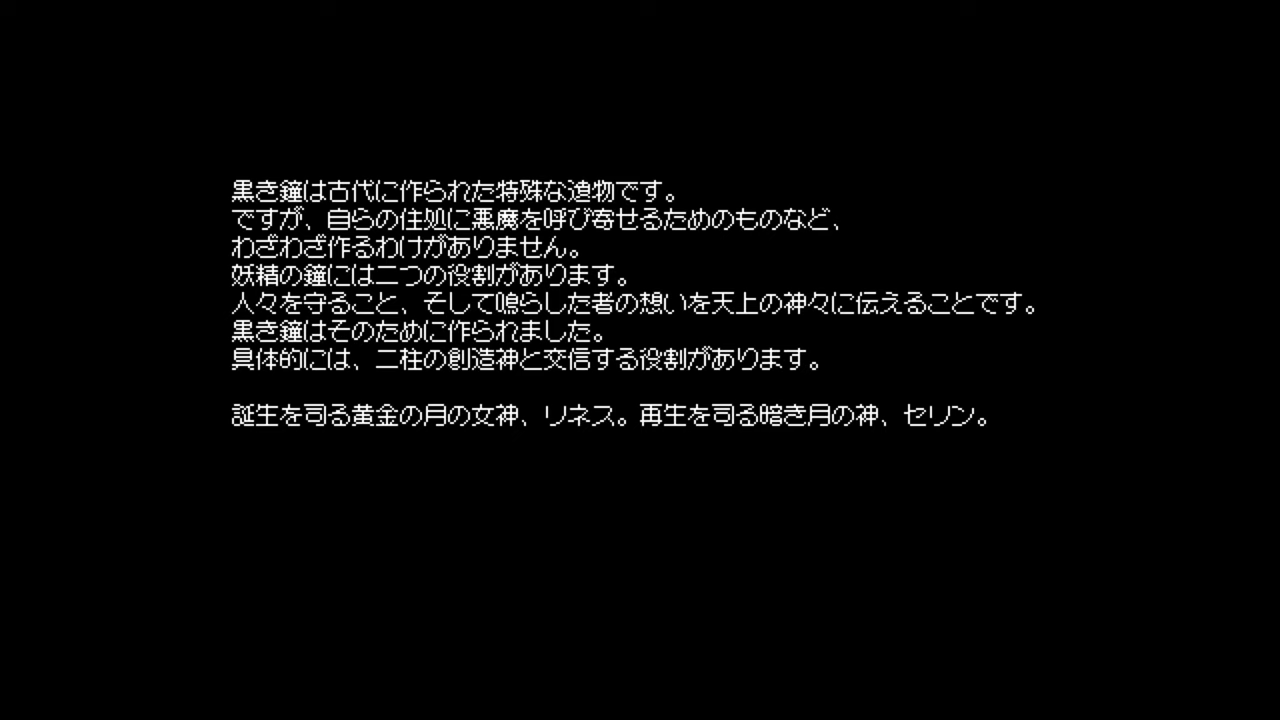 黒き鐘は古代に作られた特殊な遺物です。
ですが、自らの住処に悪魔を呼び寄せるためのものなど、
わざわざ作るわけがありません。
妖精の鐘には二つの役割があります。
人々を守ること、そして鳴らした者の想いを天上の神々に伝えることです。
黒き鐘はそのために作られました。
具体的には、二柱の創造神と交信する役割があります。
誕生を司る黄金の月の女神、リネス。再生を司る暗き月の神、セリン。